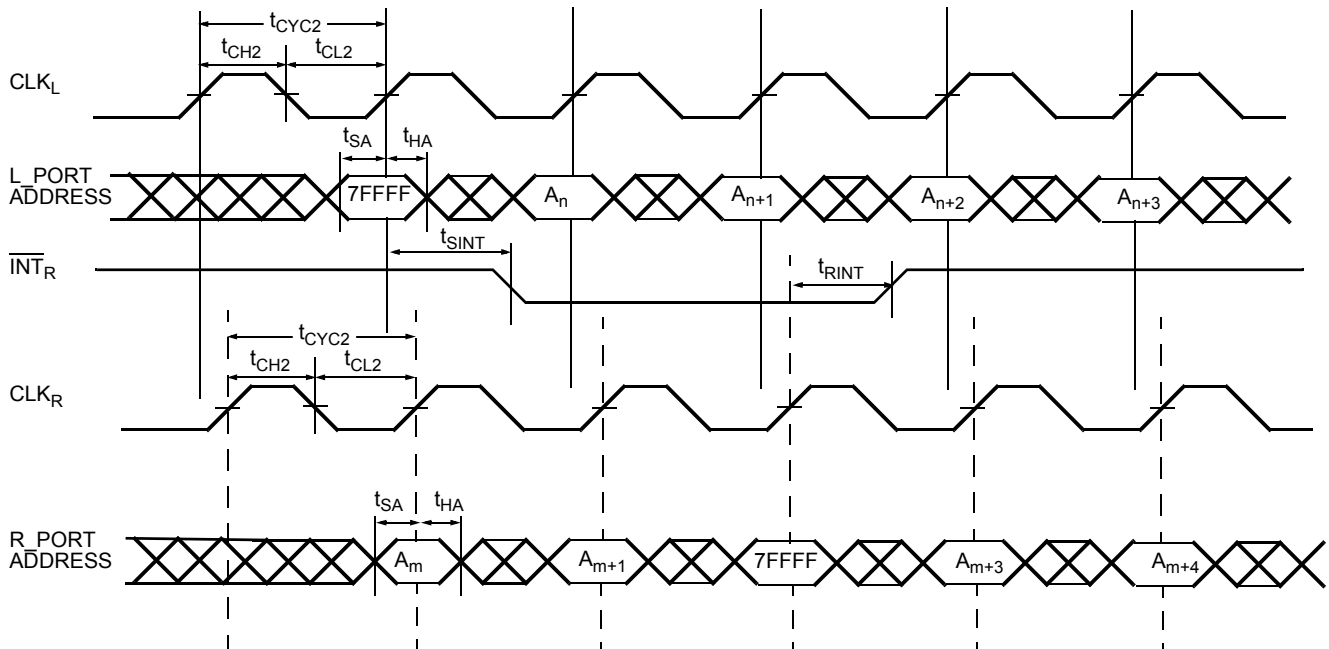 tCYC2
tCH2 tCL2
CLKL
tSA tHA
L_PORT
ADDRESS
7FFFF An An+1 An+2 An+3
tSINT
INTR
tRINT
tCYC2
tCH2 tCL2
CLKR
tSA tHA
R_PORT
ADDRESS
Am Am+1 7FFFF Am+3 Am+4